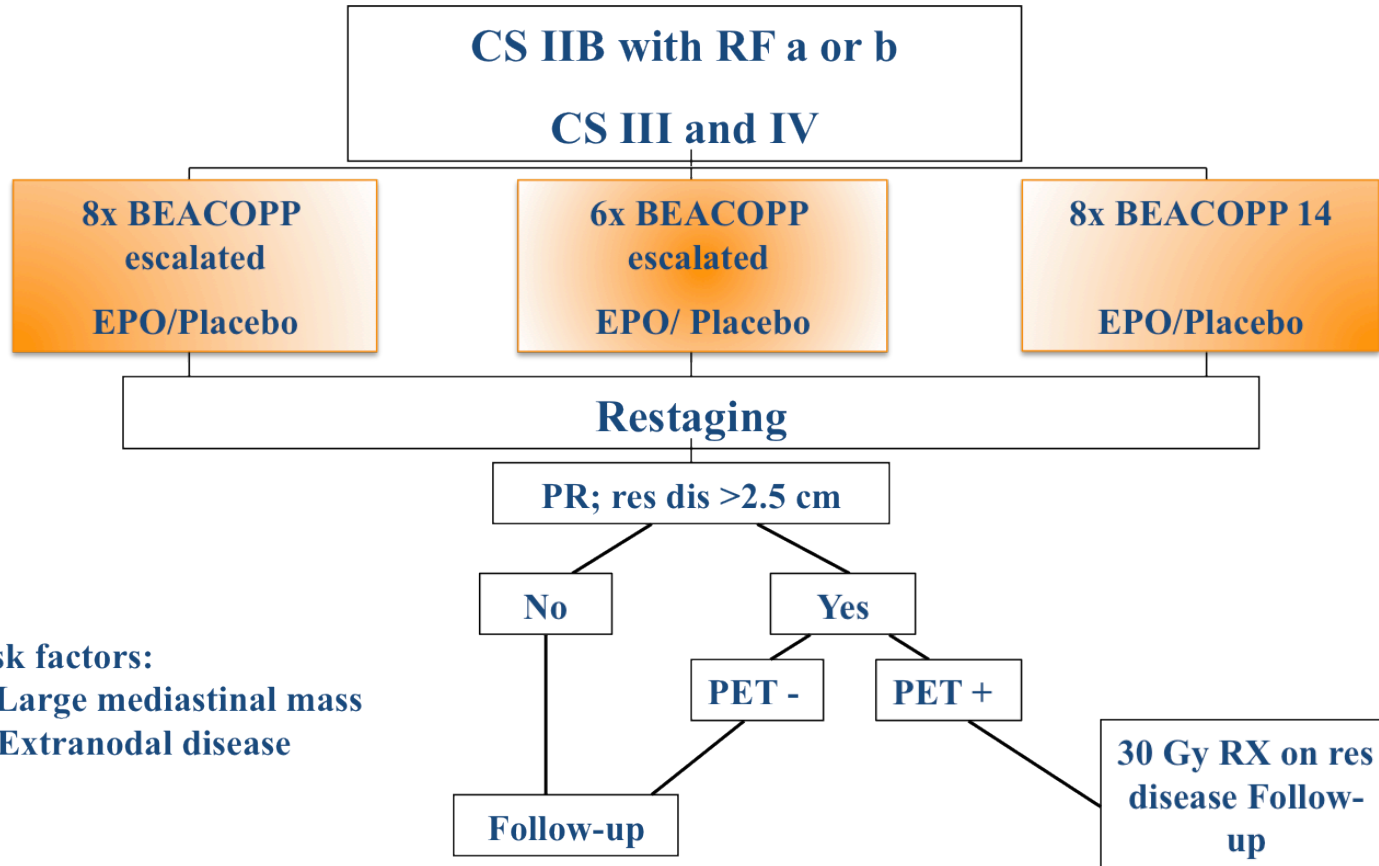 CS IIB with RF a or b
CS III and IV
8x BEACOPP
escalated
EPO/Placebo
6x BEACOPP
escalated
EPO/ Placebo
8x BEACOPP 14
EPO/Placebo
Restaging
PR; res dis >2.5 cm
No
Yes
sk factors:
Large mediastinal mass
Extranodal disease
PET -
PET +
Follow-up
30 Gy RX on res
disease Follow-
up